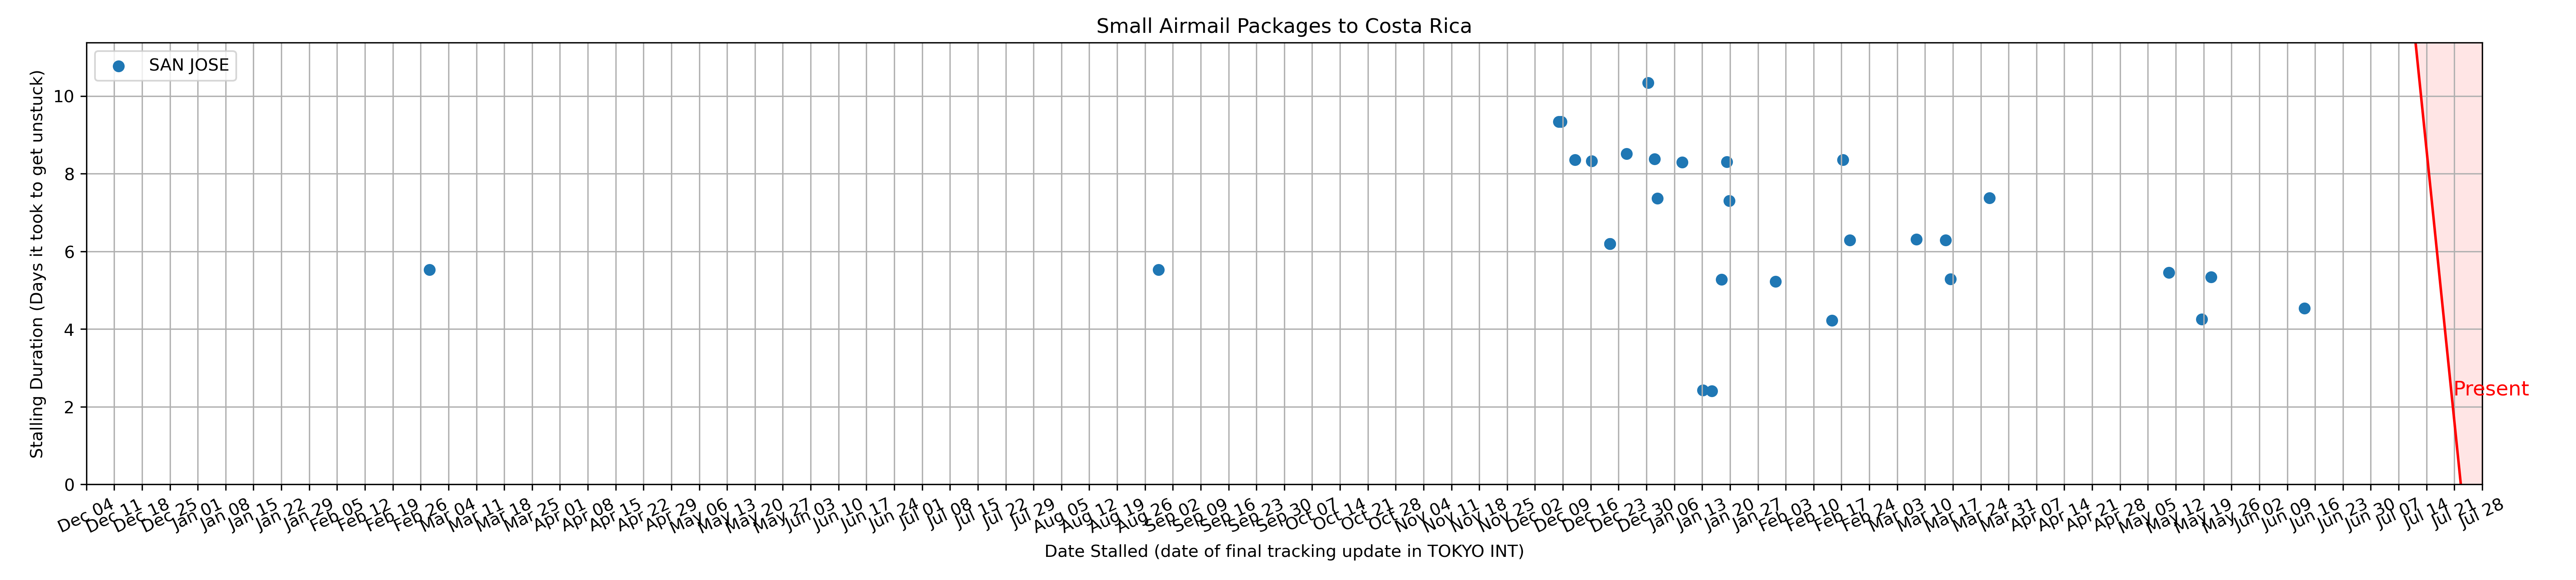 Small Airmail Packages to Costa Rica
SAN JOSE
Stalling Duration (Days it took to get unstuck)
10
8
6
4
2
0
Present
Dec 04
Dec 11
Dec 18
Dec 25
Jan 01
Jan 08
Jan 15
Jan 22
Jan 29
Feb 05
Feb 12
Feb 19
Feb 26
Mar 04
Mar 11
Mar 18
Mar 25
Apr 01
Apr 08
Apr 15
Apr 22
Apr 29
May 06
May 13
May 20
May 27
Jun 03
Jun 10
Jun 17
Jun 24
Jul 01
Jul 08
Jul 15
Jul 22
Jul 29
Aug 05
Aug 12
Aug 19
Aug 26
Sep 02
Sep 09
Sep 16
Sep 23
Sep 30
Oct 07
Oct 14
Oct 21
Oct 28
Nov 04
Nov 11
Nov 18
Nov 25
Dec 02
Dec 09
Dec 16
Dec 23
Dec 30
Jan 06
Jan 13
Jan 20
Jan 27
Feb 03
Feb 10
Feb 17
Feb 24
Mar 03
Mar 10
Mar 17
Mar 24
Mar 31
Apr 07
Apr 14
Apr 21
Apr 28
May 05
May 12
May 19
May 26
Jun 02
Jun 09
Jun 16
Jun 23
Jun 30
Jul 07
Jul 14
Jul 21
Jul 28
Date Stalled (date of final tracking update in TOKYO INT)